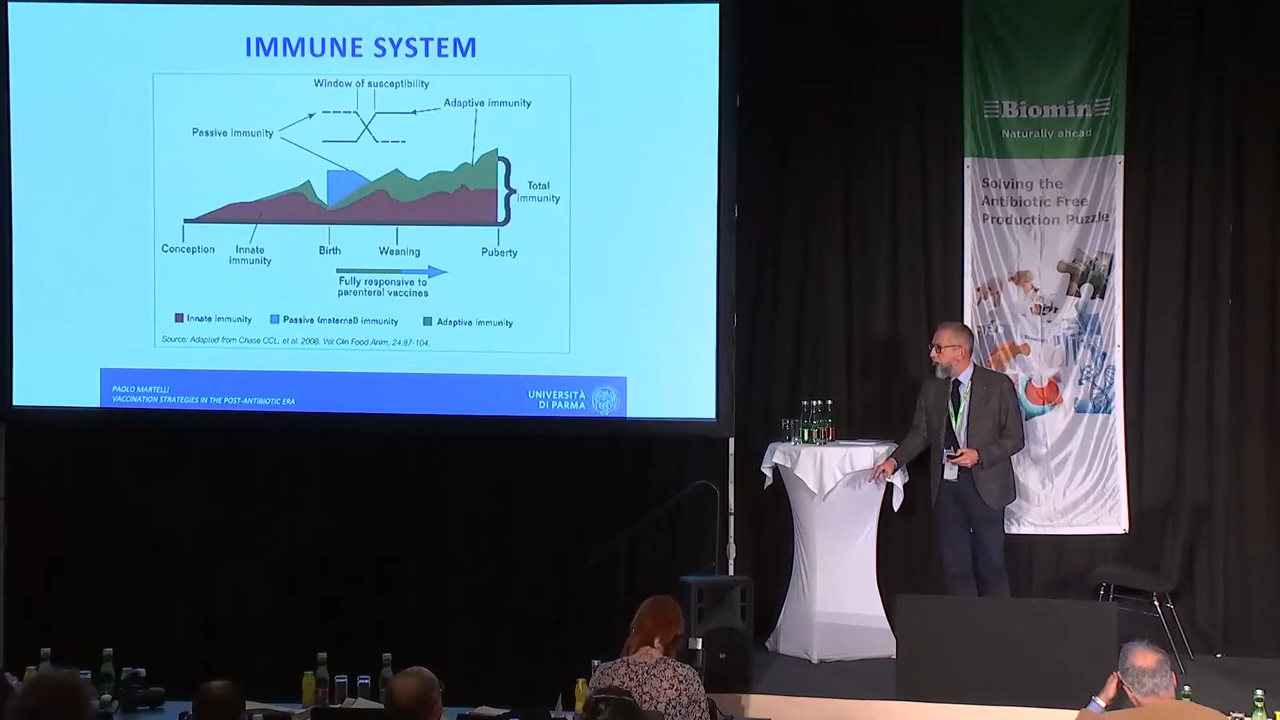 IMMUNE SYSTEM
Window of susceptibility
Adaptive immunity
Passive immunity
Total
immunity
Conception
Innate
immunity
Birth
Weaning
Puberty
Fully responsive to
parenteral vaccines
Innate immunity
Passive (maternal) immunity
Adaptive immunity
Source: Adapted from Chase CCL, et al. 2008. Vet Clin Food Anim, 24:87-104.
PAOLO MARTELLI
VACCINATION STRATEGIES IN THE POST-ANTIBIOTIC ERA
UNIVERSITÀ
DI PARMA
Biomin
Naturally ahead
Solving the
Antibiotic Free
Production Puzzle